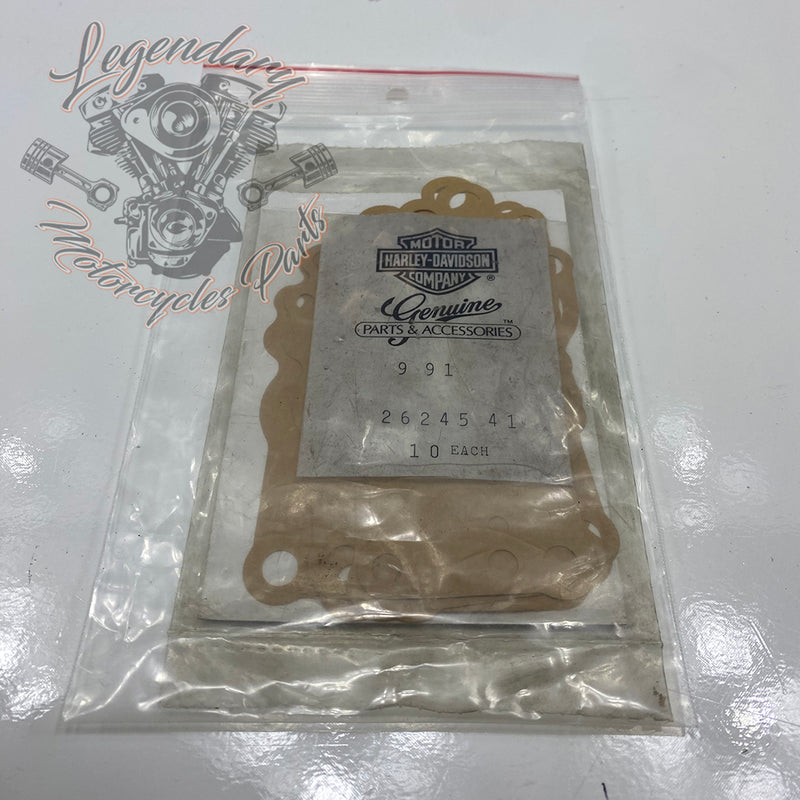 Legendary
Motorcycles Parts
MOTOR
HARLEY-DAVIDSON
COMPANY ®
Genuine
PARTS & ACCESSORIES ™
9 91
26245 41
10 EACH